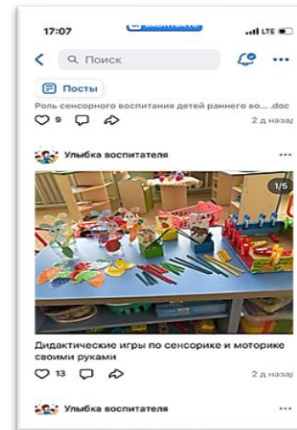 17:07
ВКОНТАКТЕ
LTE
Поиск
Посты
Роль сенсорного воспитания детей раннего во... .doc
9
2 д назад
Улыбка воспитателя
1/5
Дидактические игры по сенсорике и моторике
своими руками
13
2 д назад
Улыбка воспитателя